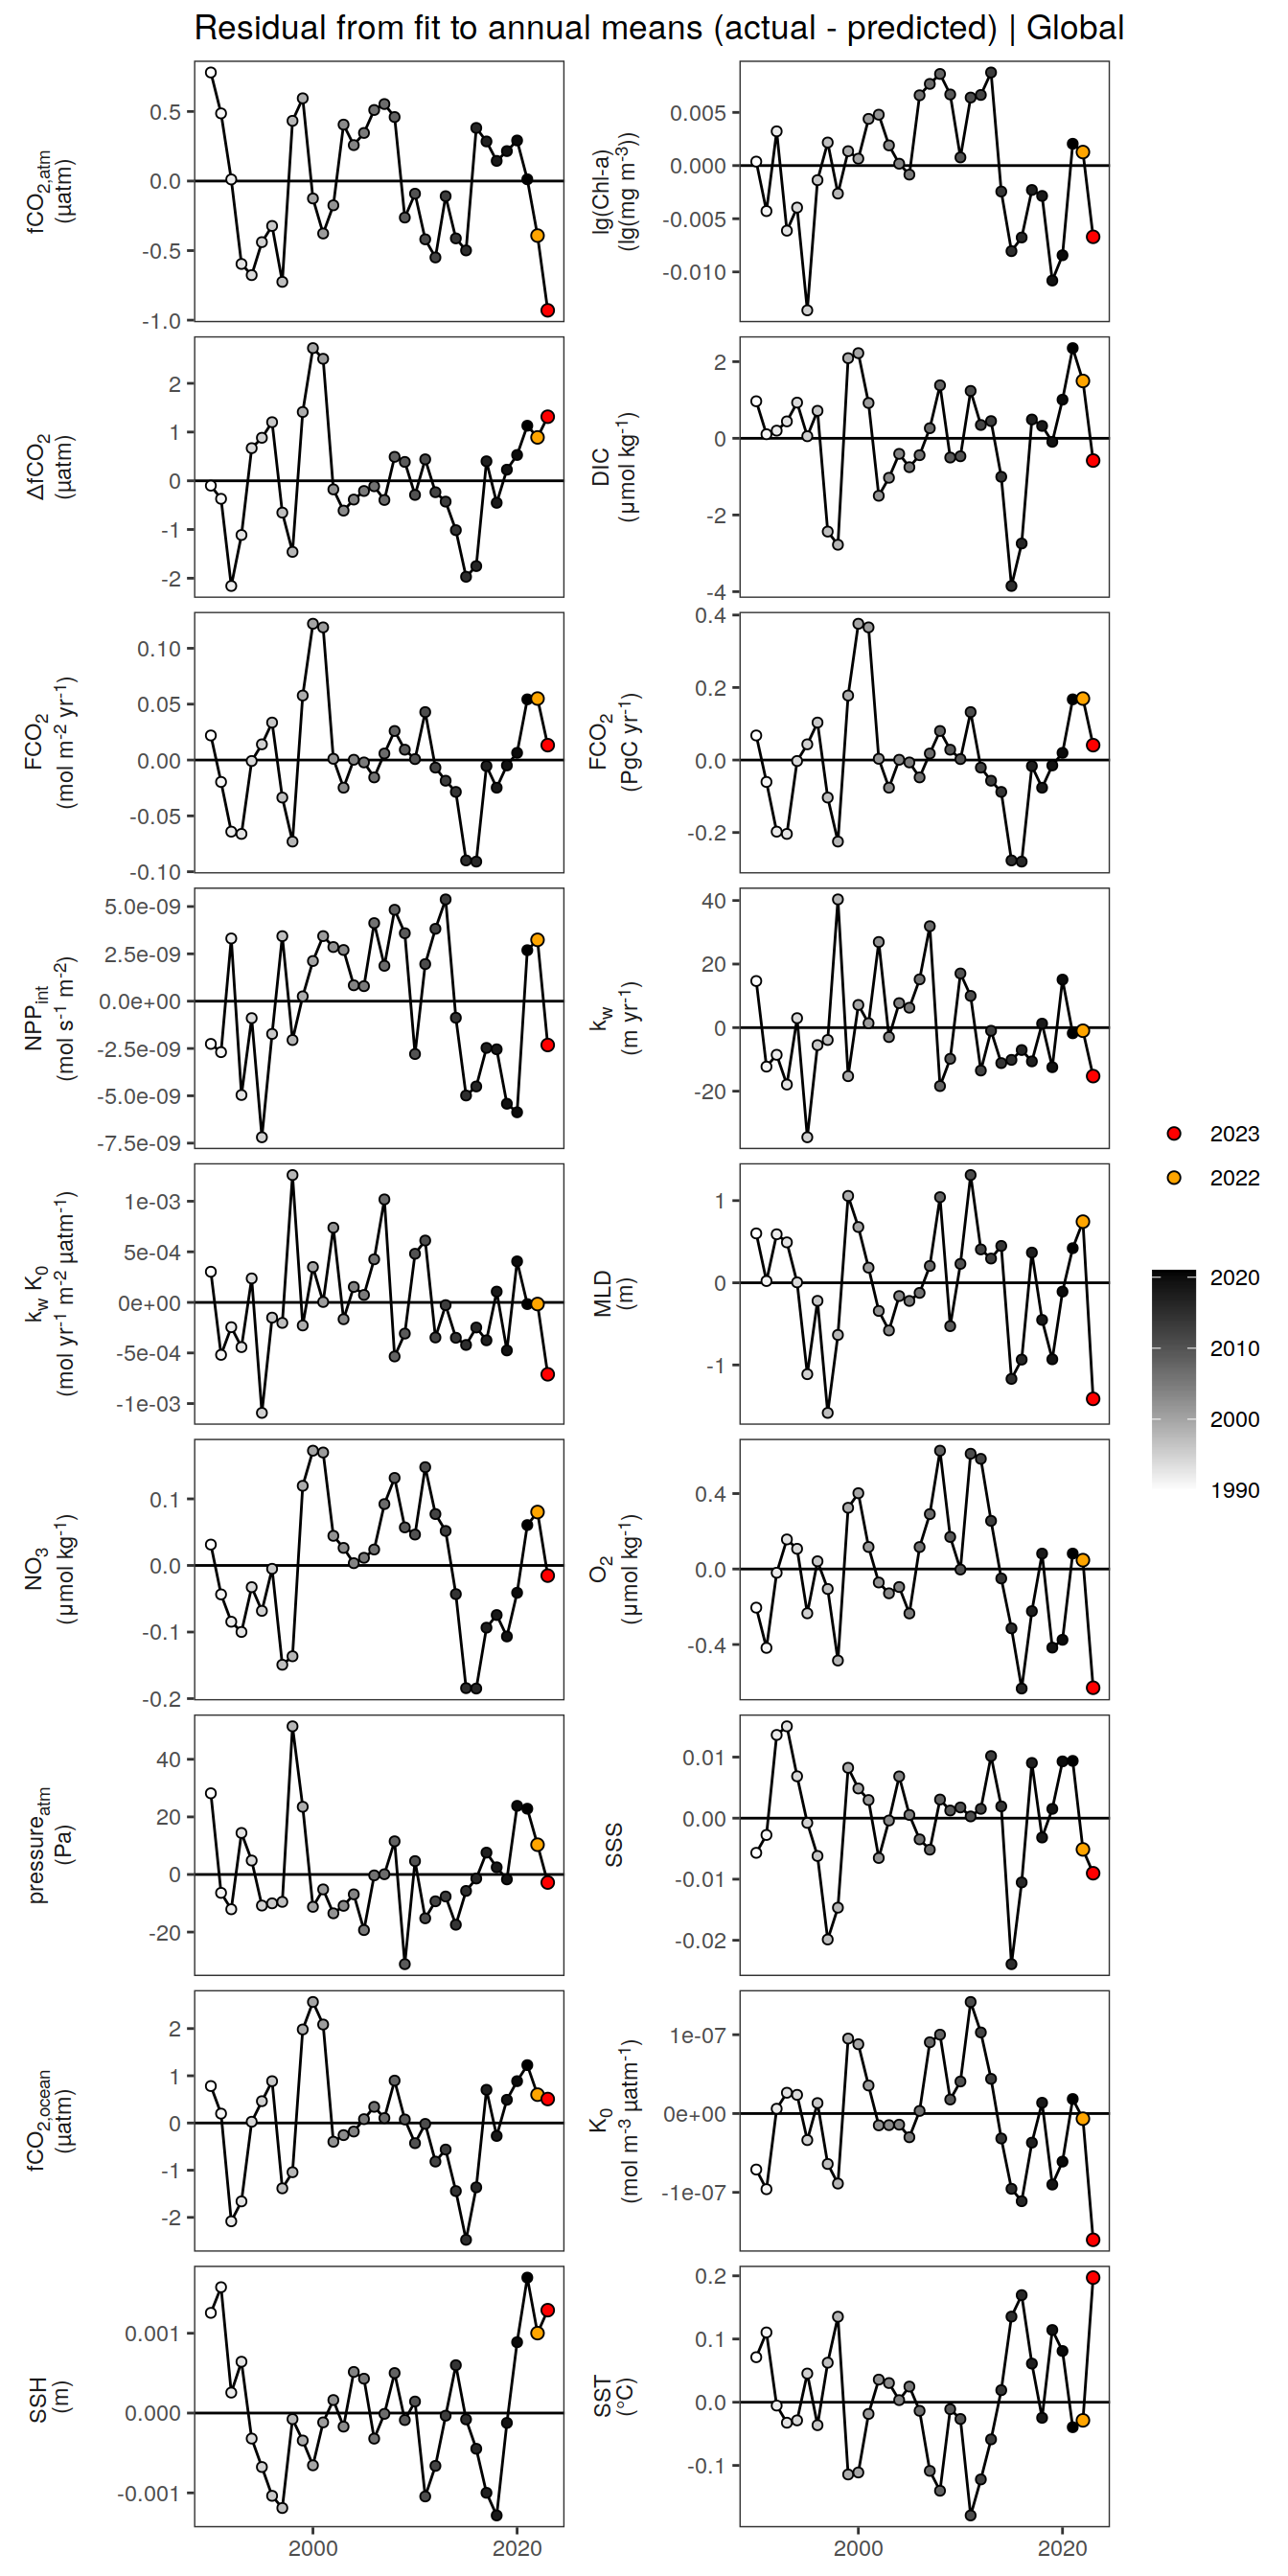 Residual from fit to annual means (actual - predicted) | Global
fCO2,atm
(µatm)
0.5
0.0
-0.5
-1.0
lg(Chl-a)
(lg(mg m-3))
0.005
0.000
-0.005
-0.010
ΔfCO2
(µatm)
2
1
0
-1
-2
DIC
(µmol kg-1)
2
0
-2
-4
FCO2
(mol m-2 yr-1)
0.10
0.05
0.00
-0.05
-0.10
FCO2
(PgC yr-1)
0.4
0.2
0.0
-0.2
NPPint
(mol s-1 m-2)
5.0e-09
2.5e-09
0.0e+00
-2.5e-09
-5.0e-09
-7.5e-09
kw
(m yr-1)
40
20
0
-20
kw K0
(mol yr-1 m-2 µatm-1)
1e-03
5e-04
0e+00
-5e-04
-1e-03
MLD
(m)
1
0
-1
NO3
(µmol kg-1)
0.1
0.0
-0.1
-0.2
O2
(µmol kg-1)
0.4
0.0
-0.4
pressureatm
(Pa)
40
20
0
-20
SSS
0.01
0.00
-0.01
-0.02
fCO2,ocean
(µatm)
2
1
0
-1
-2
K0
(mol m-3 µatm-1)
1e-07
0e+00
-1e-07
SSH
(m)
0.001
0.000
-0.001
SST
(°C)
0.2
0.1
0.0
-0.1
2000
2020
2000
2020
2023
2022
2020
2010
2000
1990